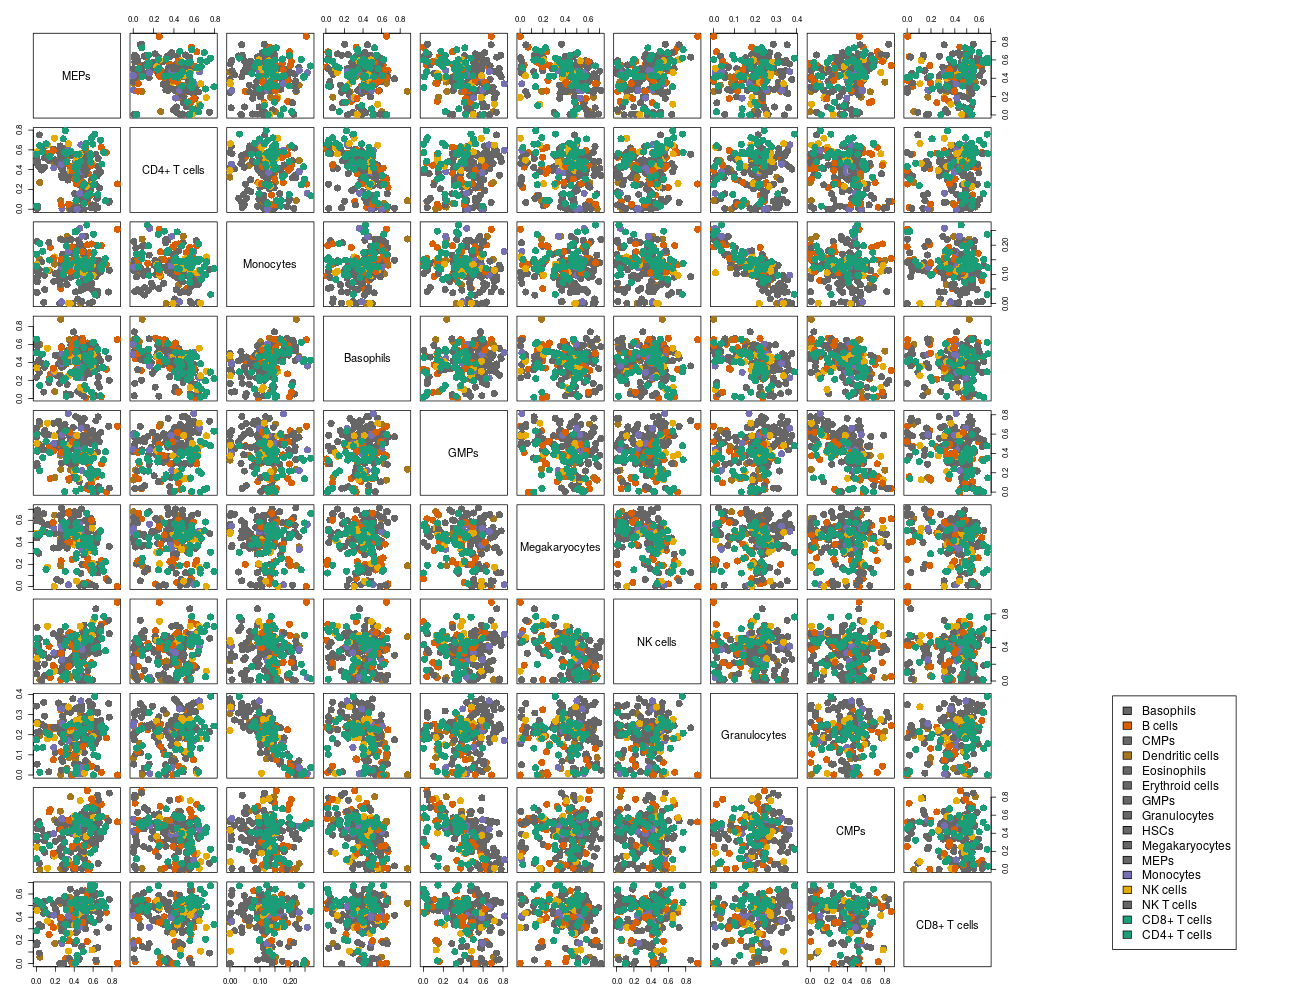 0.0 0.2 0.4 0.6 0.8 0.0 0.2 0.4 0.6 0.8 0.0 0.2 0.4 0.6 0.0 0.1 0.2 0.3 0.4 0.0 0.2 0.4 0.6
MEPs
0.0 0.2 0.4 0.6 0.8
CD4+ T cells
0.0 0.2 0.4 0.6 0.8
Monocytes
0.00 0.10 0.20
Basophils
0.0 0.2 0.4 0.6 0.8
GMPs
0.0 0.2 0.4 0.6 0.8
Megakaryocytes
0.0 0.2 0.4 0.6
NK cells
0.0 0.4 0.8
Granulocytes
0.0 0.1 0.2 0.3 0.4
CMPs
0.0 0.2 0.4 0.6 0.8
CD8+ T cells
0.0 0.2 0.4 0.6
0.0 0.2 0.4 0.6 0.8 0.00 0.10 0.20 0.0 0.2 0.4 0.6 0.8 0.0 0.2 0.4 0.6 0.8 0.0 0.2 0.4 0.6 0.8
Basophils
B cells
CMPs
Dendritic cells
Eosinophils
Erythroid cells
GMPs
Granulocytes
HSCs
Megakaryocytes
MEPs
Monocytes
NK cells
NK T cells
CD8+ T cells
CD4+ T cells